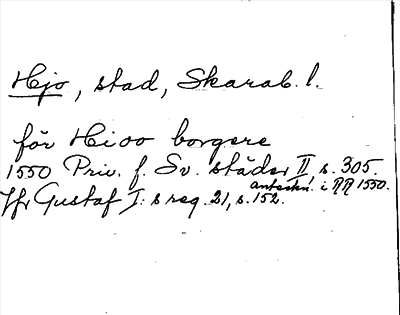 Hjo, stad, Skarab. l.
för Hioo borgere
1550 Priv. f. Sv. städer II s. 305.
anteckn. i RR 1550.
Jfr Gustaf I:s reg. 21, s. 152.